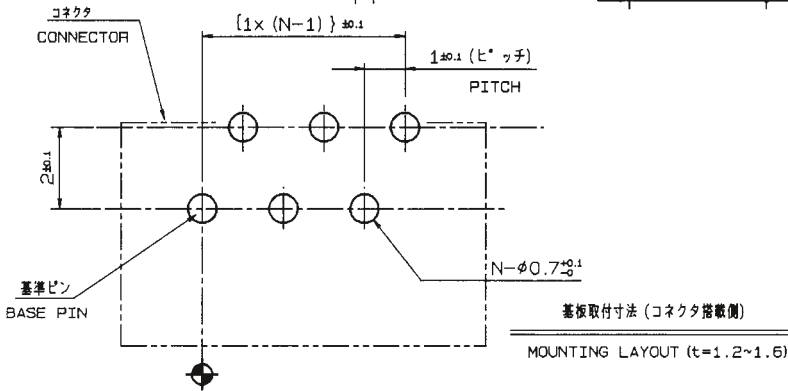 コネクタ
CONNECTOR
{1x (N-1) } ±0.1
1±0.1 (ピッチ)
PITCH
2±0.1
基準ピン
BASE PIN
N-φ0.7 +0.1 -0
基板取付寸法 (コネクタ搭載側)
MOUNTING LAYOUT (t=1.2~1.6)